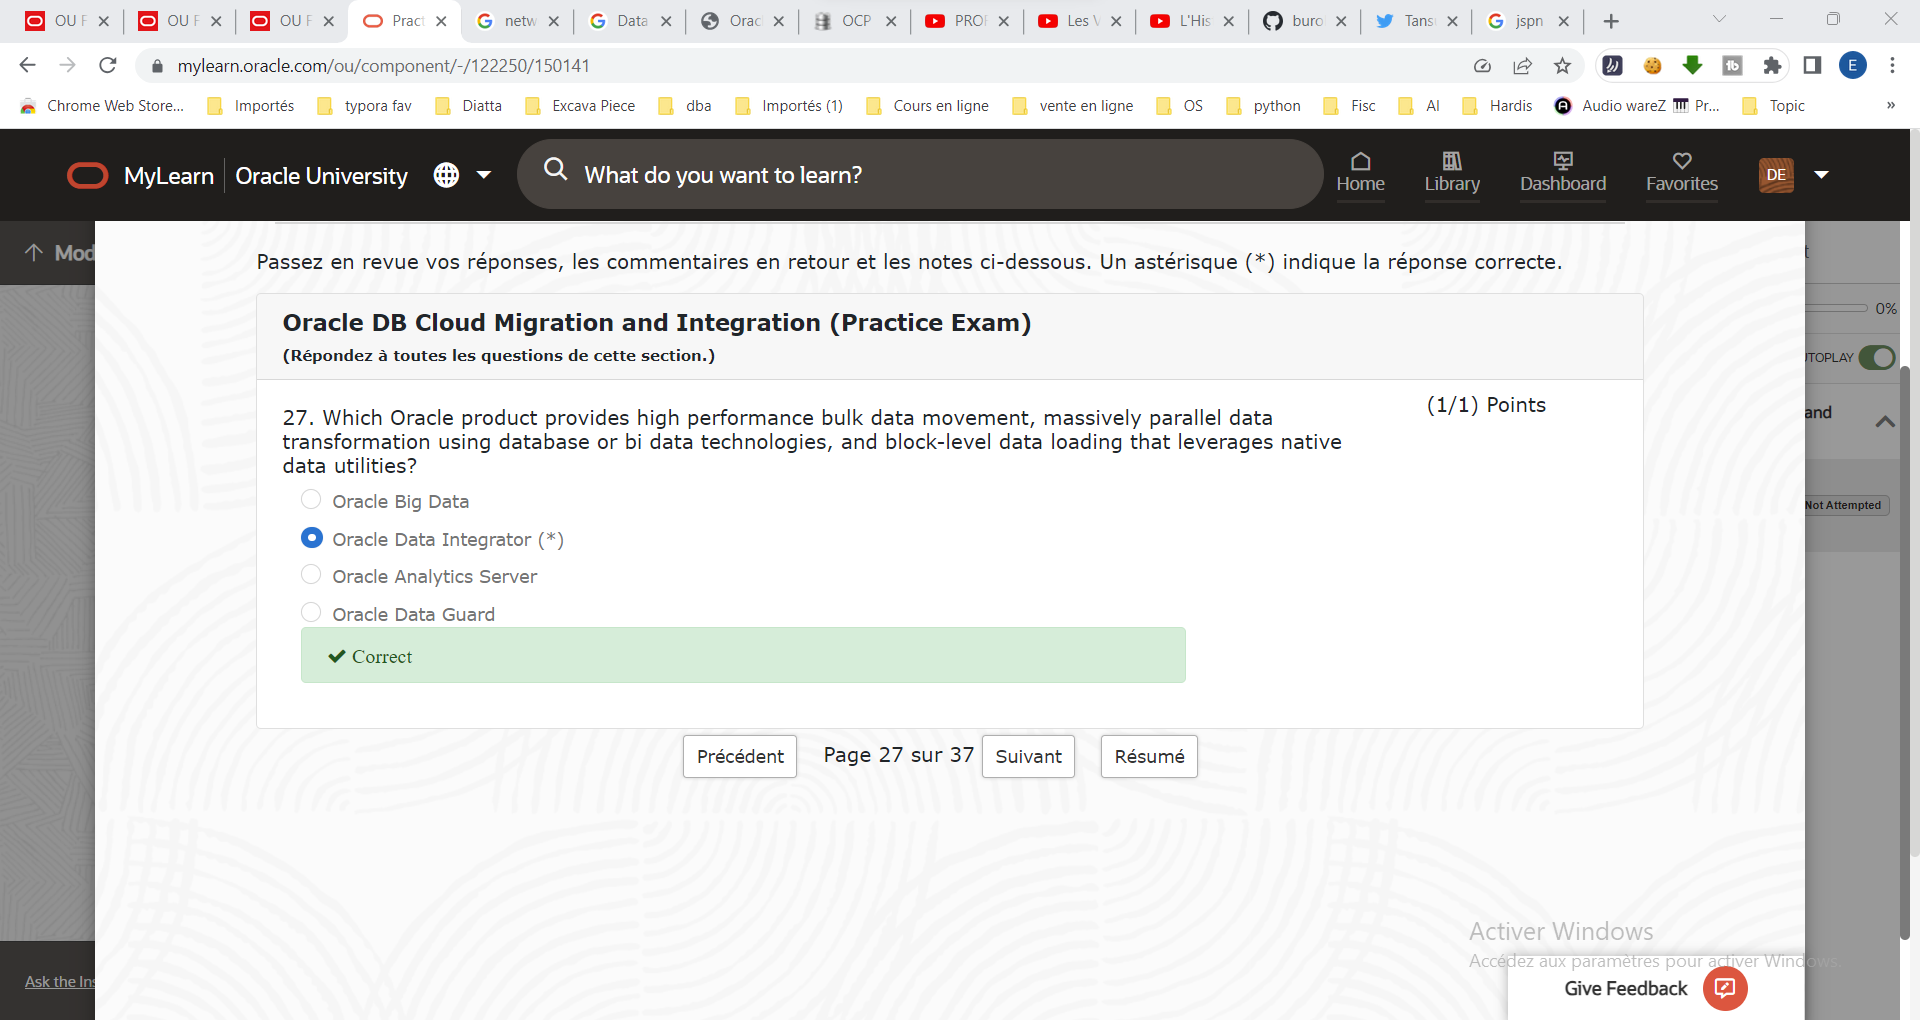 OU F
OU F
OU F
Pract
netw
Data
Orac
OCP
PROF
Les V
L'His
buro
Tans
jspn
mylearn.oracle.com/ou/component/-/122250/150141
E
Chrome Web Store...
Importés
typora fav
Diatta
Excava Piece
dba
Importés (1)
Cours en ligne
vente en ligne
OS
python
Fisc
AI
Hardis
Audio wareZ
Pr...
Topic
»
MyLearn
Oracle University
What do you want to learn?
Home
Library
Dashboard
Favorites
DE
Mod
Passez en revue vos réponses, les commentaires en retour et les notes ci-dessous. Un astérisque (*) indique la réponse correcte.
t
0%
Oracle DB Cloud Migration and Integration (Practice Exam)
(Répondez à toutes les questions de cette section.)
UTOPLAY
and
27. Which Oracle product provides high performance bulk data movement, massively parallel data
transformation using database or bi data technologies, and block-level data loading that leverages native
data utilities?
(1/1) Points
Oracle Big Data
Oracle Data Integrator (*)
Oracle Analytics Server
Oracle Data Guard
Correct
Not Attempted
Précédent
Page 27 sur 37
Suivant
Résumé
Activer Windows
Accédez aux paramètres pour activer Windows.
Ask the Ins
Give Feedback